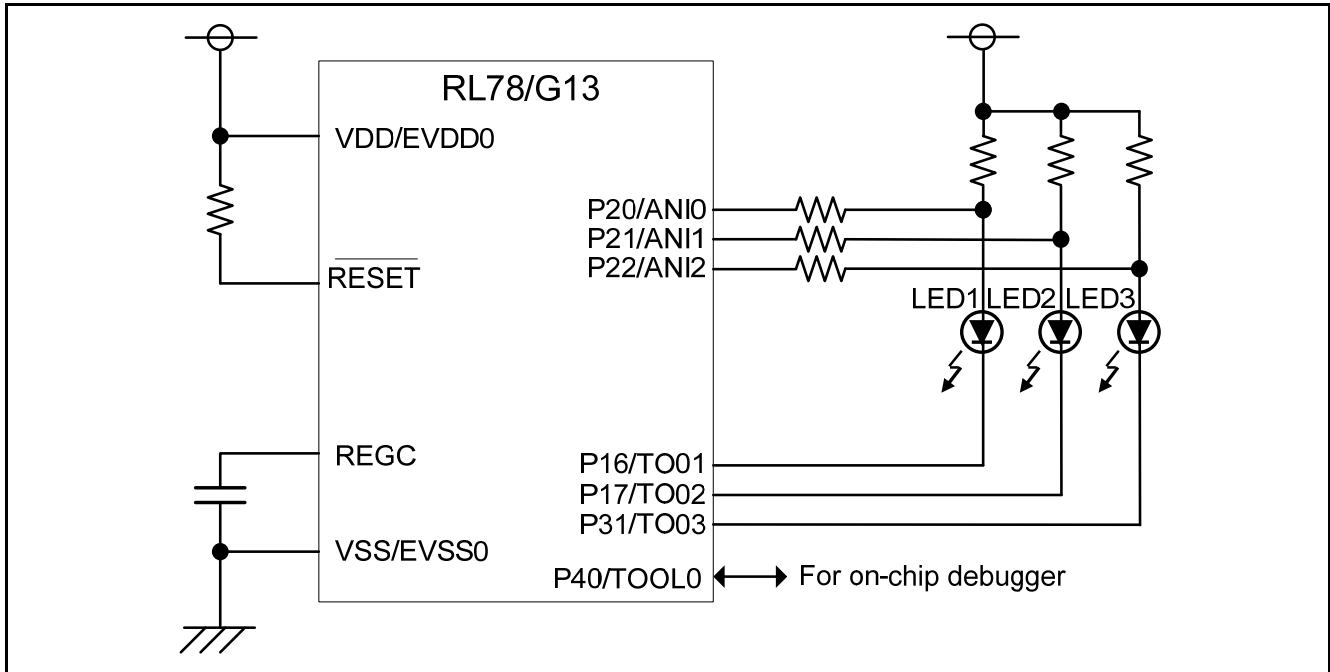 RL78/G13
VDD/EVDD0
P20/ANI0
P21/ANI1
P22/ANI2
RESET
LED1 LED2 LED3
REGC
P16/TO01
P17/TO02
P31/TO03
VSS/EVSS0
P40/TOOL0 For on-chip debugger